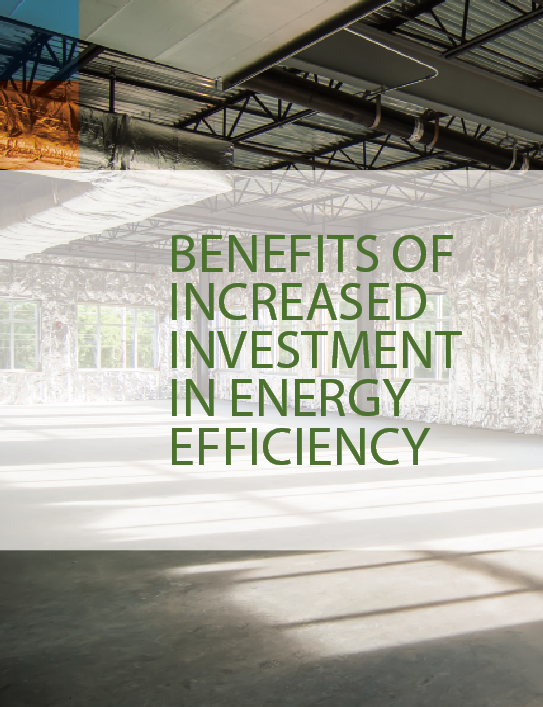 BENEFITS OF
INCREASED
INVESTMENT
IN ENERGY
EFFICIENCY